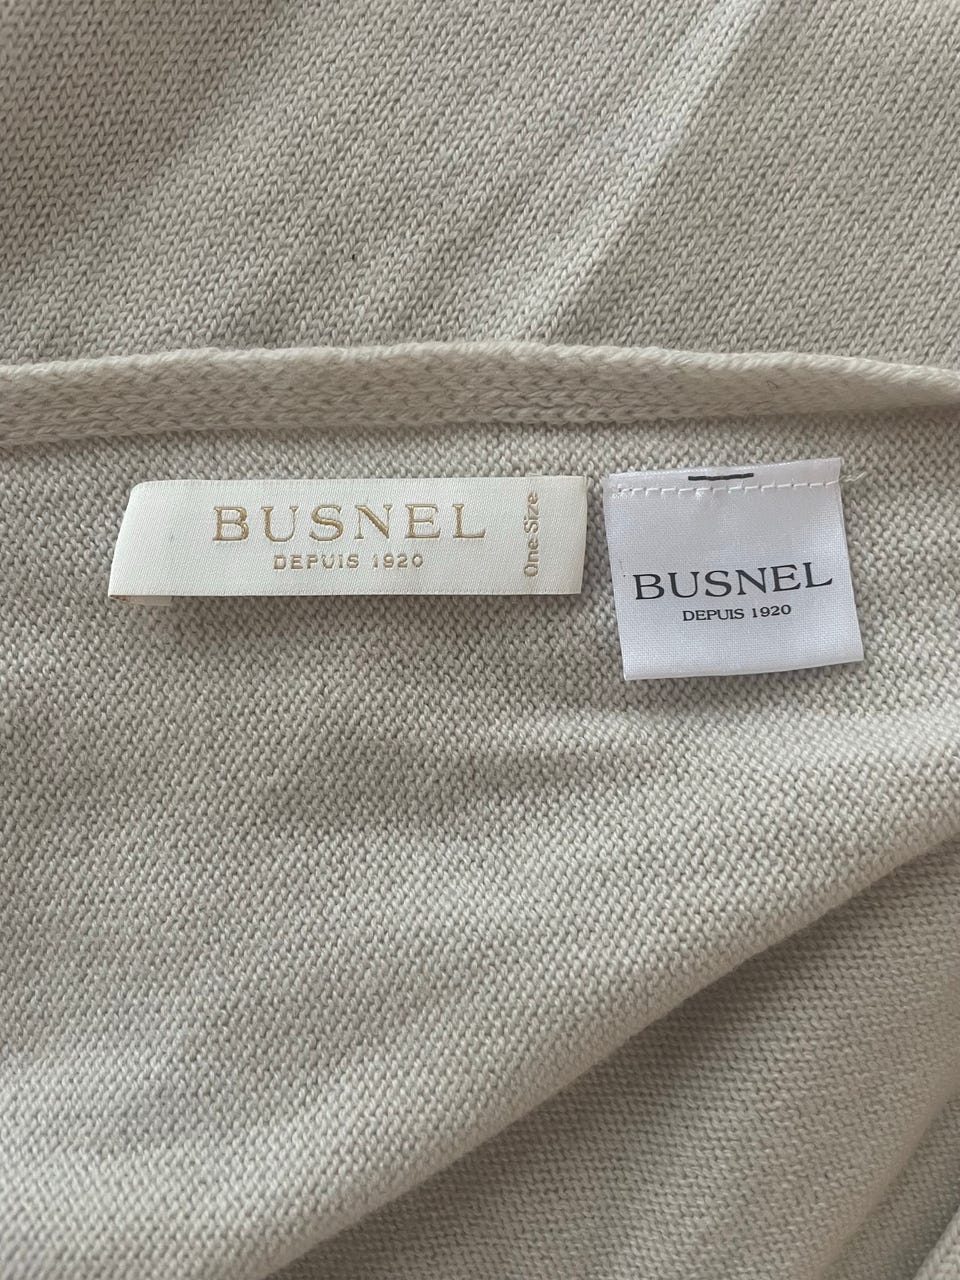 BUSNEL
DEPUIS 1920
One Size
BUSNEL
DEPUIS 1920